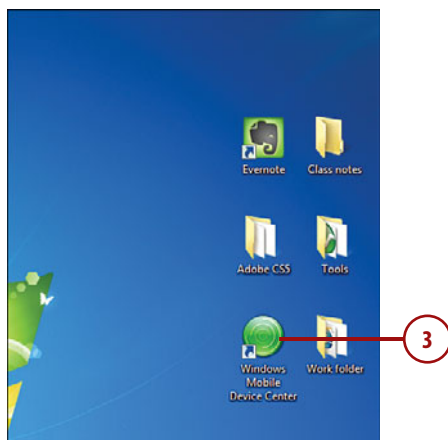 Evernote
Class notes
Adobe CS5
Tools
Windows
Mobile
Device Center
Work folder
3